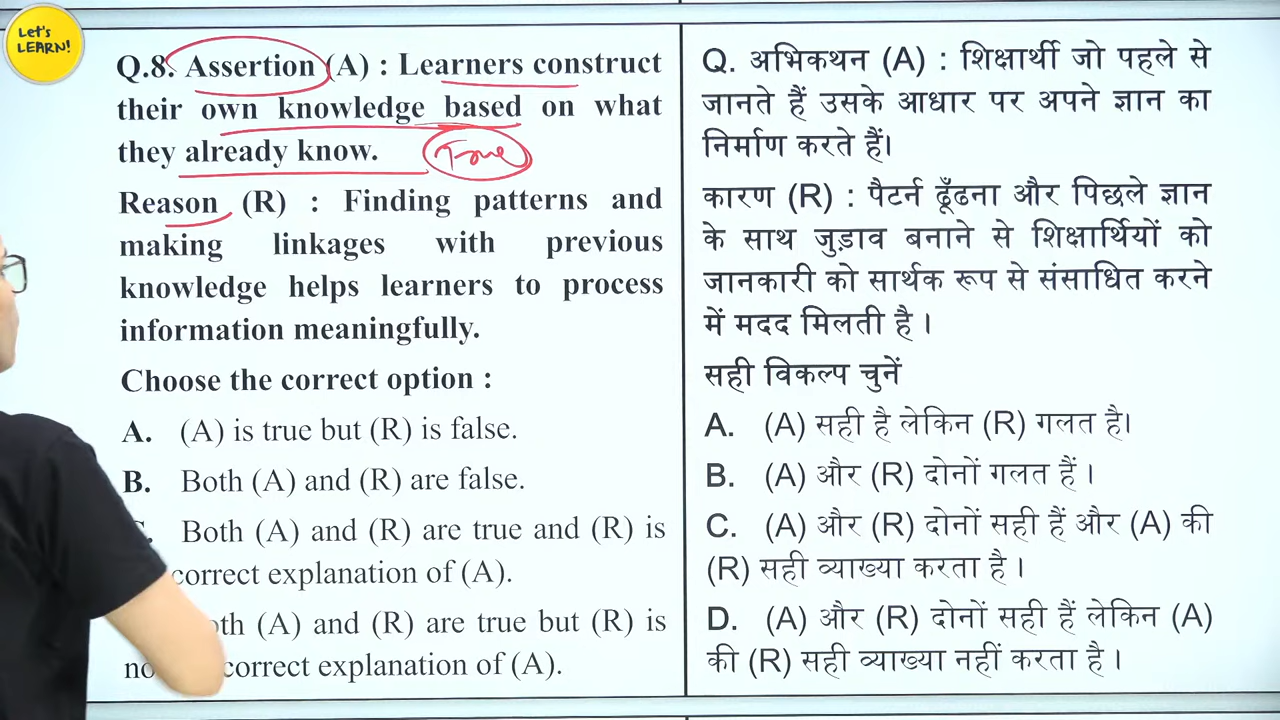 Let's
LEARN!
Q.8. Assertion (A) : Learners construct
their own knowledge based on what
they already know. True
Reason (R) : Finding patterns and
making linkages with previous
knowledge helps learners to process
information meaningfully.
Choose the correct option :
A. (A) is true but (R) is false.
B. Both (A) and (R) are false.
Both (A) and (R) are true and (R) is
correct explanation of (A).
(A) and (R) are true but (R) is
correct explanation of (A).
Q. अभिकथन (A) : शिक्षार्थी जो पहले से
जानते हैं उसके आधार पर अपने ज्ञान का
निर्माण करते हैं।
कारण (R) : पैटर्न ढूँढना और पिछले ज्ञान
के साथ जुड़ाव बनाने से शिक्षार्थियों को
जानकारी को सार्थक रूप से संसाधित करने
में मदद मिलती है ।
सही विकल्प चुनें
A. (A) सही है लेकिन (R) गलत है।
B. (A) और (R) दोनों गलत हैं ।
C. (A) और (R) दोनों सही हैं और (A) की
(R) सही व्याख्या करता है ।
D. (A) और (R) दोनों सही हैं लेकिन (A)
की (R) सही व्याख्या नहीं करता है ।